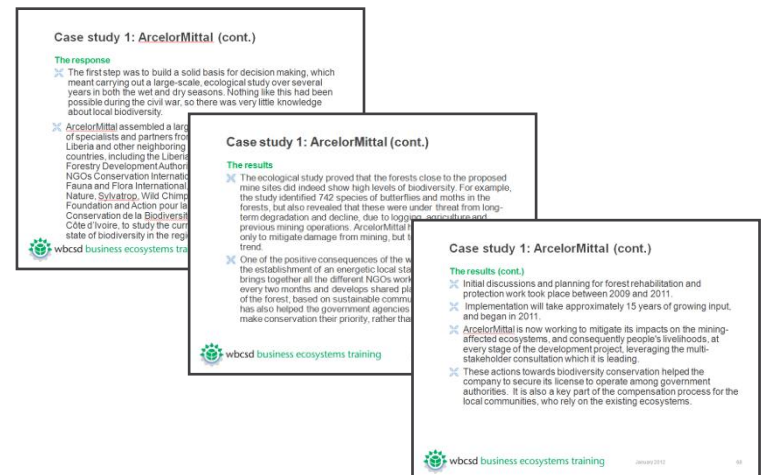 Case study 1: ArcelorMittal (cont.)
The response
The first step was to build a solid basis for decision making, which
meant carrying out a large-scale, ecological study over several
years in both the wet and dry seasons. Nothing like this had been
possible during the civil war, so there was very little knowledge
about local biodiversity.
ArcelorMittal assembled a larg
of specialists and partners fro
Liberia and other neighboring
countries, including the Liberia
Forestry Development Authori
NGOs Conservation Internatio
Fauna and Flora International,
Nature, Sylvatrop, Wild Chimp
Foundation and Action pour la
Conservation de la Biodiversit
Côte d'Ivoire, to study the curr
state of biodiversity in the regi
wbcsd business ecosystems tra
Case study 1: ArcelorMittal (cont.)
The results
The ecological study proved that the forests close to the proposed
mine sites did indeed show high levels of biodiversity. For example,
the study identified 742 species of butterflies and moths in the
forests, but also revealed that these were under threat from long-
term degradation and decline, due to logging, agriculture and
previous mining operations. ArcelorMittal h
only to mitigate damage from mining, but t
trend.
One of the positive consequences of the w
the establishment of an energetic local sta
brings together all the different NGOs work
every two months and develops shared pla
of the forest, based on sustainable commu
has also helped the government agencies
make conservation their priority, rather tha
wbcsd business ecosystems training
Case study 1: ArcelorMittal (cont.)
The results (cont.)
Initial discussions and planning for forest rehabilitation and
protection work took place between 2009 and 2011.
Implementation will take approximately 15 years of growing input,
and began in 2011.
ArcelorMittal is now working to mitigate its impacts on the mining-
affected ecosystems, and consequently people's livelihoods, at
every stage of the development project, leveraging the multi-
stakeholder consultation which it is leading.
These actions towards biodiversity conservation helped the
company to secure its license to operate among government
authorities. It is also a key part of the compensation process for the
local communities, who rely on the existing ecosystems.
wbcsd business ecosystems training
January 2012